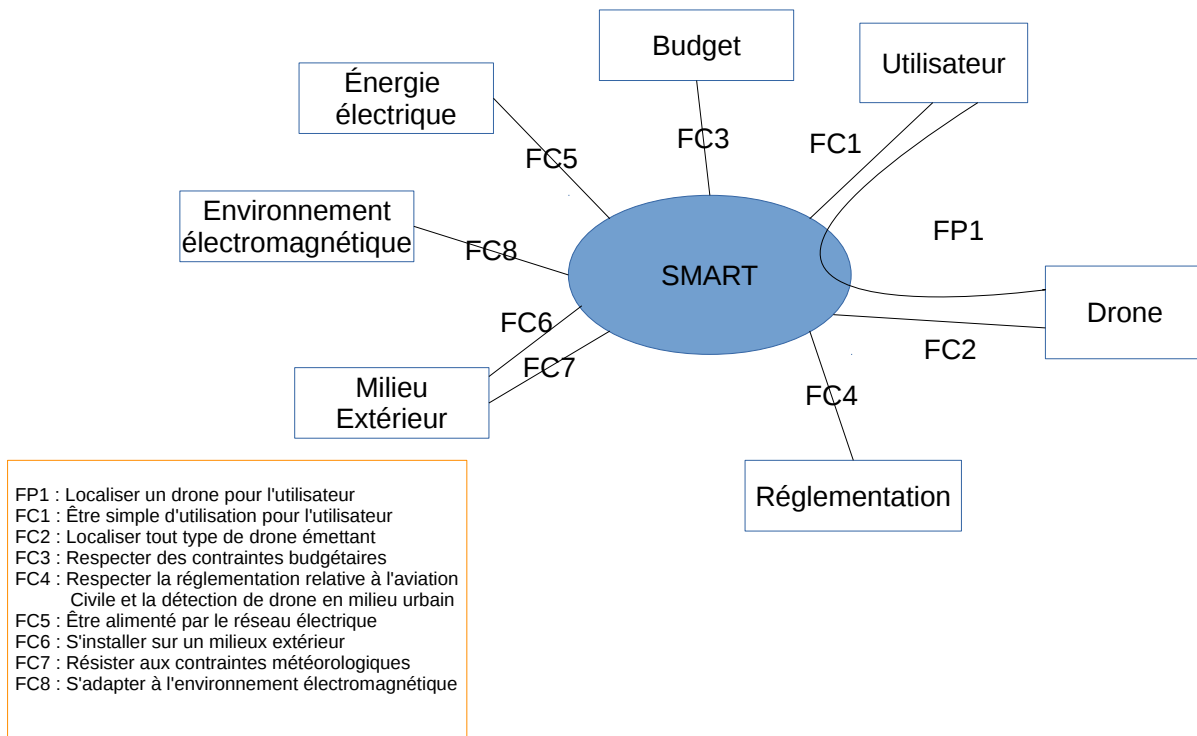 Budget
Utilisateur
Énergie
électrique
FC3
FC1
FC5
Environnement
électromagnétique
FP1
FC8
SMART
Drone
FC6
FC2
FC7
Milieu
Extérieur
FC4
Réglementation
FP1 : Localiser un drone pour l'utilisateur
FC1 : Être simple d'utilisation pour l'utilisateur
FC2 : Localiser tout type de drone émettant
FC3 : Respecter des contraintes budgétaires
FC4 : Respecter la réglementation relative à l'aviation
Civile et la détection de drone en milieu urbain
FC5 : Être alimenté par le réseau électrique
FC6 : S'installer sur un milieux extérieur
FC7 : Résister aux contraintes météorologiques
FC8 : S'adapter à l'environnement électromagnétique